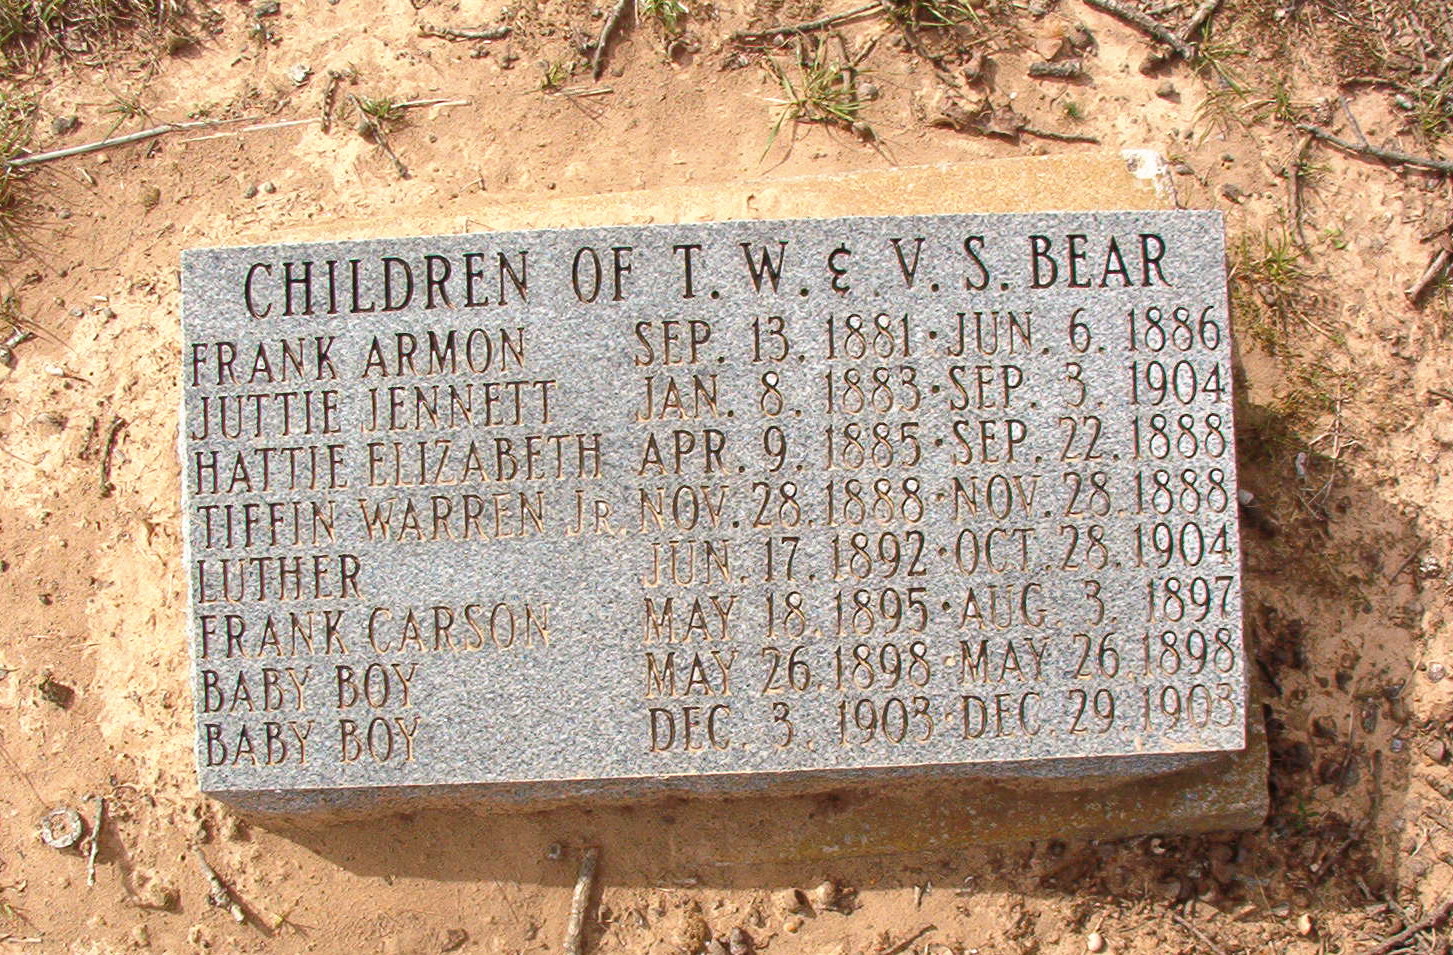 CHILDREN OF T.W. & V.S. BEAR
FRANK ARMON SEP. 13. 1881 · JUN. 6. 1886
JUTTIE JENNETT JAN. 8. 1883 · SEP. 3. 1904
HATTIE ELIZABETH APR. 9. 1885 · SEP. 22. 1888
TIFFIN WARREN JR. NOV. 28. 1888 · NOV. 28. 1888
LUTHER JUN. 17. 1892 · OCT. 28. 1904
FRANK CARSON MAY 18. 1895 · AUG. 3. 1897
BABY BOY MAY 26. 1898 · MAY 26. 1898
BABY BOY DEC. 3. 1903 · DEC. 29. 1903